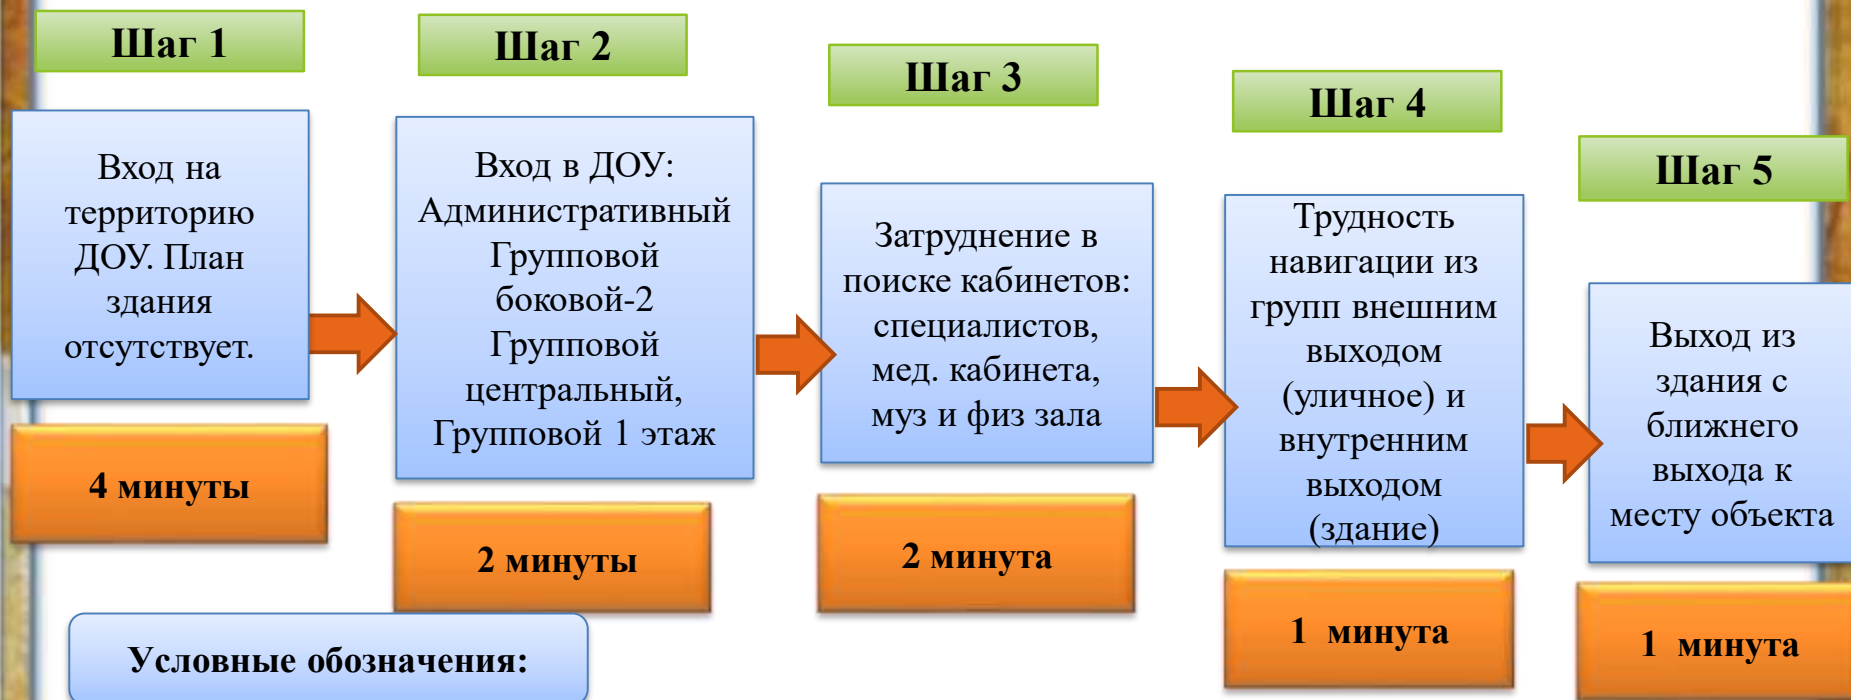 Шаг 1
Вход на
территорию
ДОУ. План
здания
отсутствует.
4 минуты
Шаг 2
Вход в ДОУ:
Административный
Групповой
боковой-2
Групповой
центральный,
Групповой 1 этаж
2 минуты
Шаг 3
Затруднение в
поиске кабинетов:
специалистов,
мед. кабинета,
муз и физ зала
2 минута
Шаг 4
Трудность
навигации из
групп внешним
выходом
(уличное) и
внутренним
выходом
(здание)
1 минута
Шаг 5
Выход из
здания с
ближнего
выхода к
месту объекта
1 минута
Условные обозначения: